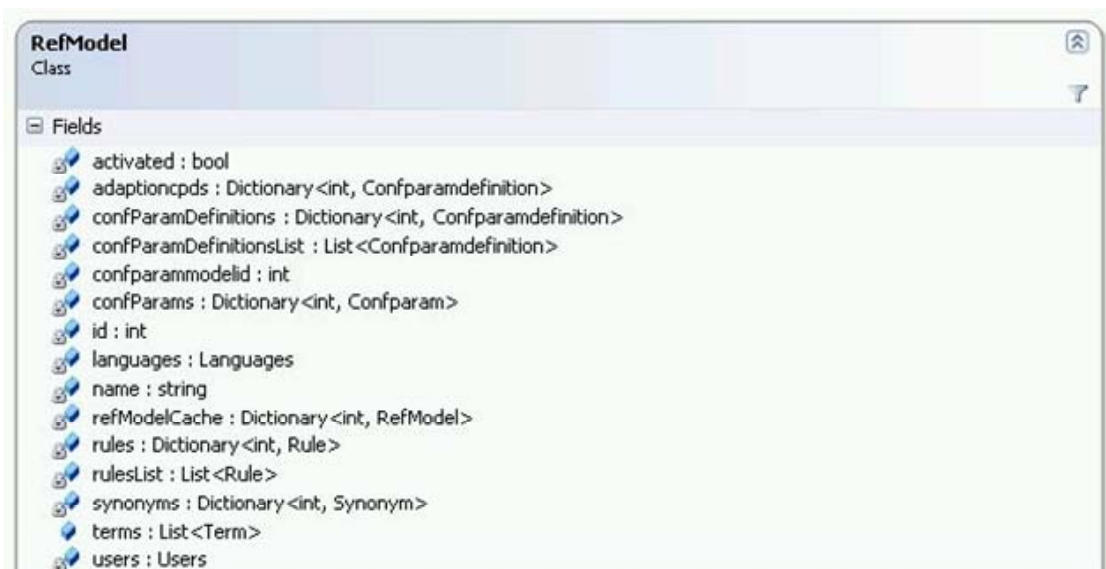 RefModel
Class
Fields
activated : bool
adaptioncpds : Dictionary<int, Confparamdefinition>
confParamDefinitions : Dictionary<int, Confparamdefinition>
confParamDefinitionsList : List<Confparamdefinition>
confparammodelid : int
confParams : Dictionary<int, Confparam>
id : int
languages : Languages
name : string
refModelCache : Dictionary<int, RefModel>
rules : Dictionary<int, Rule>
rulesList : List<Rule>
synonyms : Dictionary<int, Synonym>
terms : List<Term>
users : Users